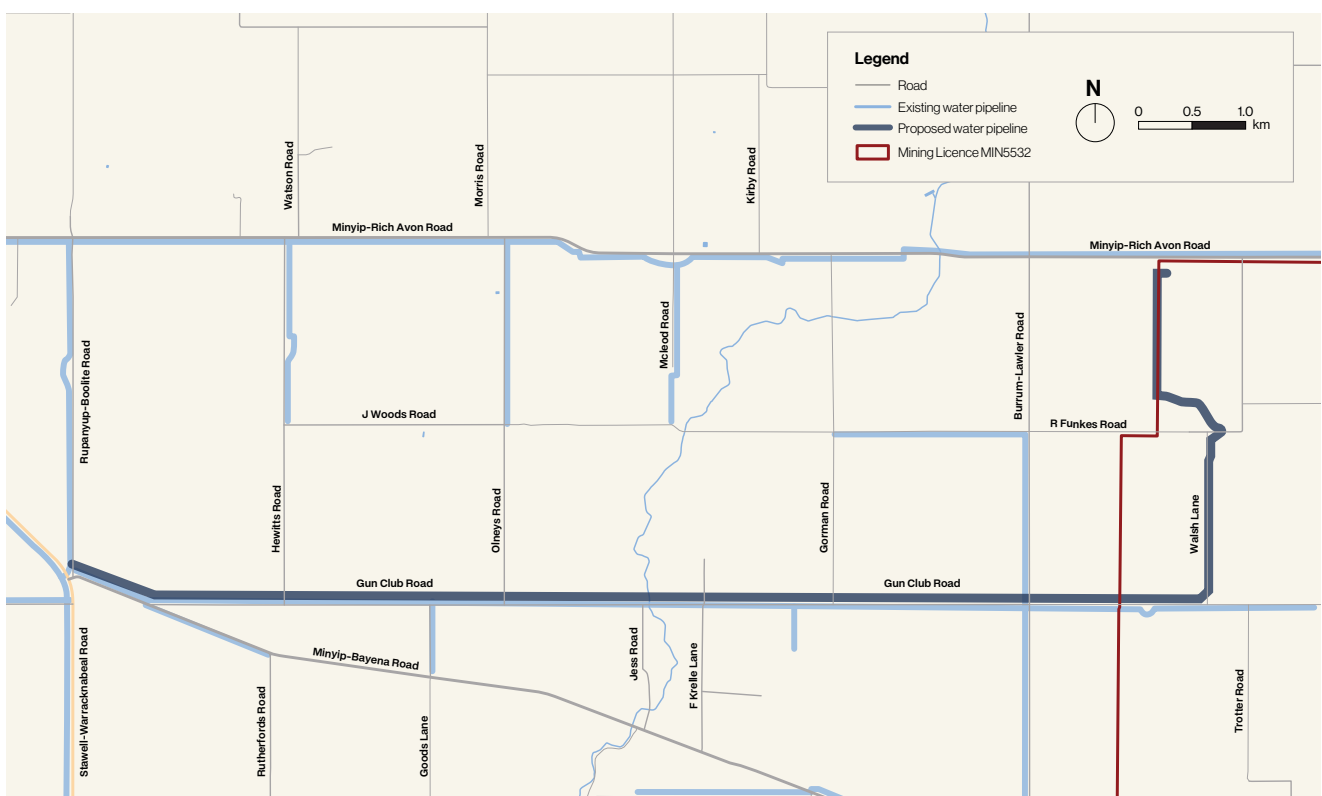 Legend
Road
Existing water pipeline
Proposed water pipeline
Mining Licence MIN5532
N
0 0.5 1.0
km
Watson Road
Morris Road
Kirby Road
Minyip-Rich Avon Road
Minyip-Rich Avon Road
Rupanyup-Boolite Road
Mcleod Road
Burrum-Lawler Road
J Woods Road
R Funkes Road
Hewitts Road
Olneys Road
Gorman Road
Walsh Lane
Gun Club Road
Gun Club Road
Stawell-Warracknabeal Road
Minyip-Bayena Road
Rutherfords Road
Goods Lane
Jess Road
F Krelle Lane
Trotter Road